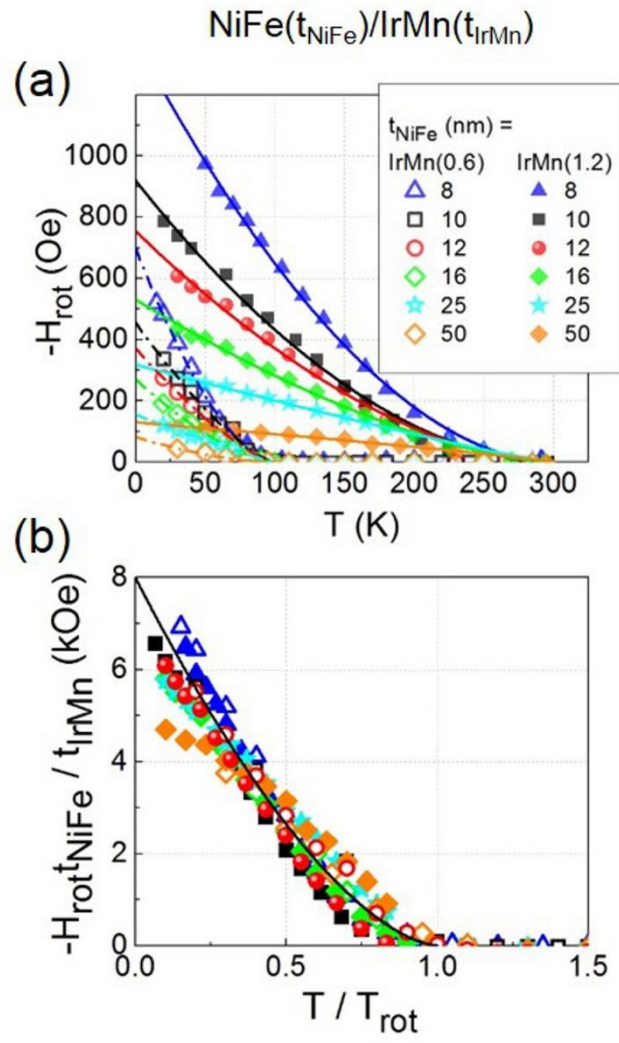 NiFe(tNiFe)/IrMn(tIrMn)
(a)
-Hrot (Oe)
1000
800
600
400
200
0
tNiFe (nm) =
IrMn(0.6) IrMn(1.2)
8 8
10 10
12 12
16 16
25 25
50 50
0 50 100 150 200 250 300
T (K)
(b)
-HrottNiFe / tIrMn (kOe)
8
6
4
2
0
0.0 0.5 1.0 1.5
T / Trot